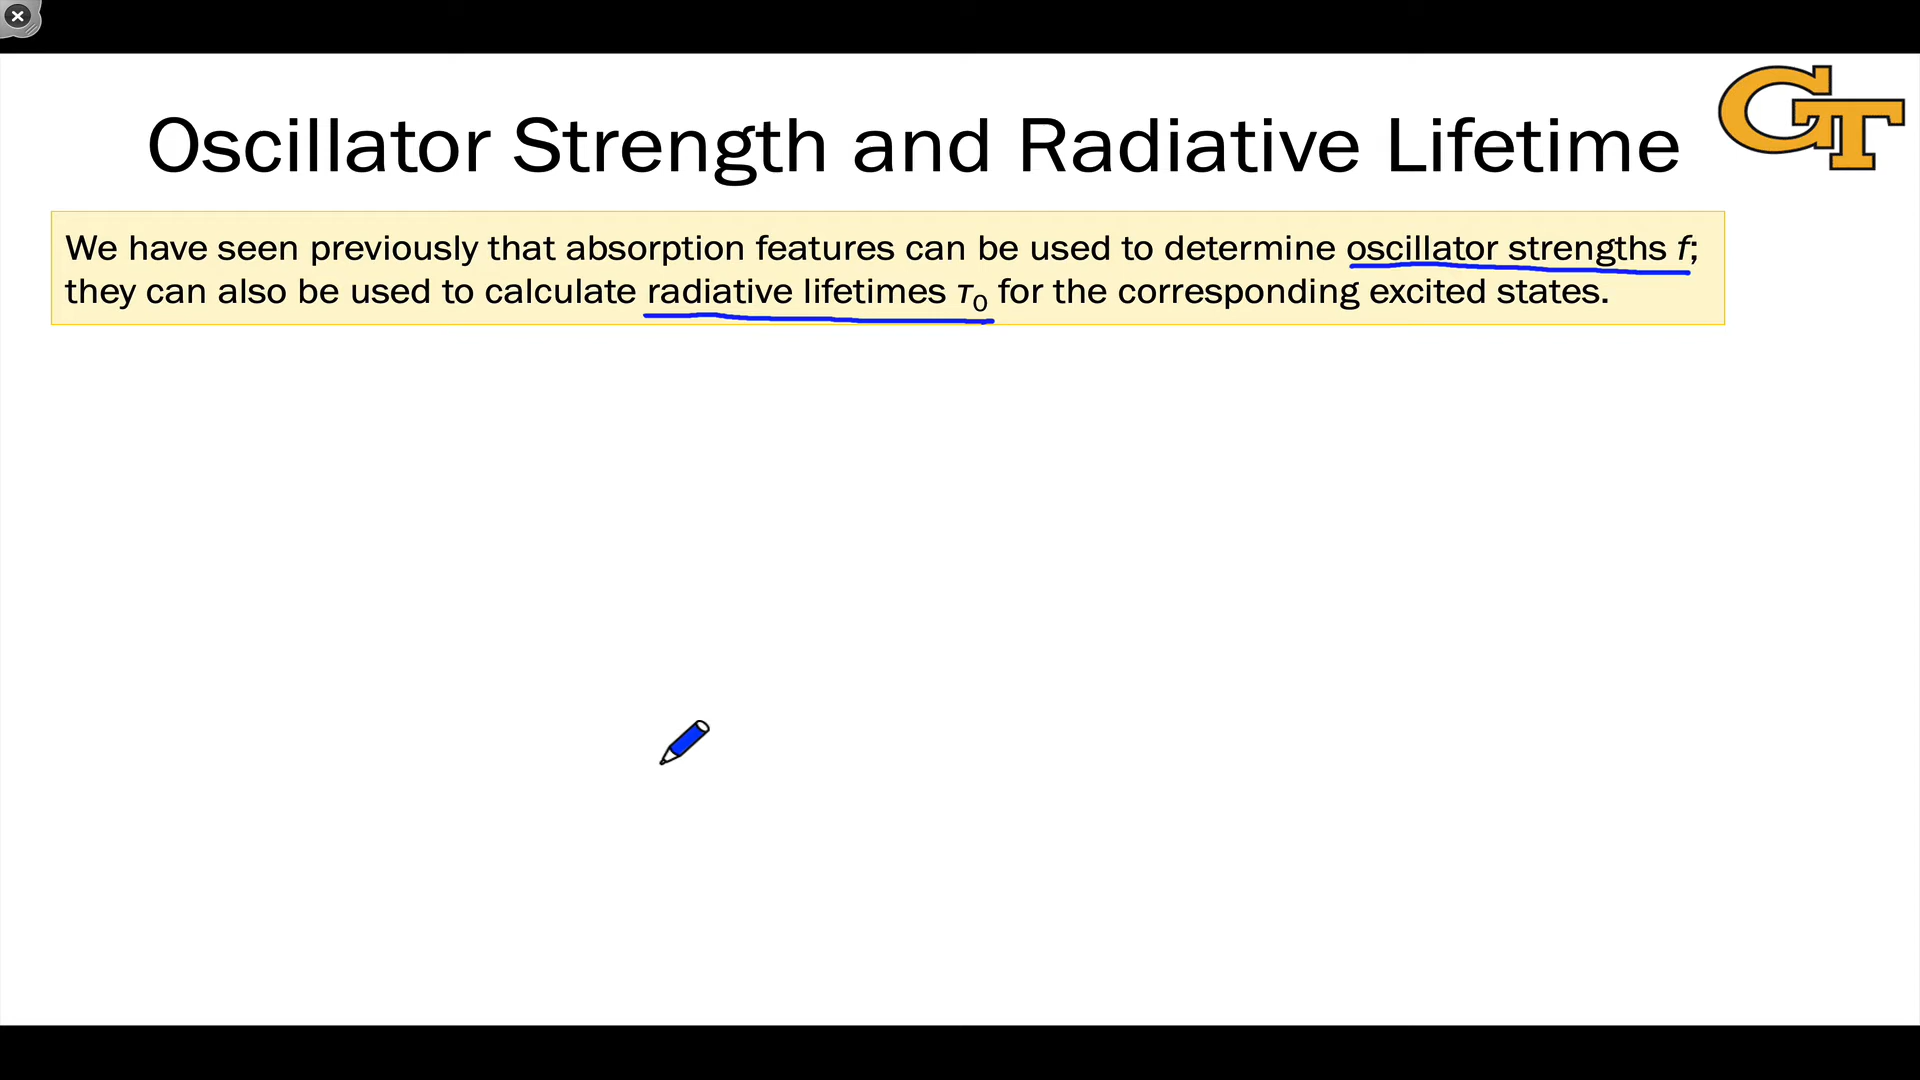 Oscillator Strength and Radiative Lifetime
GT
We have seen previously that absorption features can be used to determine oscillator strengths f;
they can also be used to calculate radiative lifetimes τ₀ for the corresponding excited states.